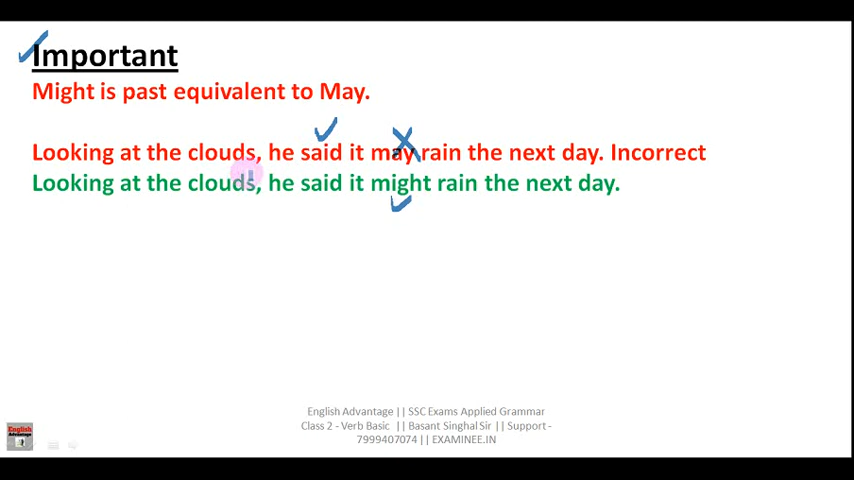 Important
Might is past equivalent to May.
Looking at the clouds, he said it may rain the next day. Incorrect
Looking at the clouds, he said it might rain the next day.
English Advantage || SSC Exams Applied Grammar
Class 2 - Verb Basic || Basant Singhal Sir || Support -
7999407074 || EXAMINEE.IN
English
Advantage